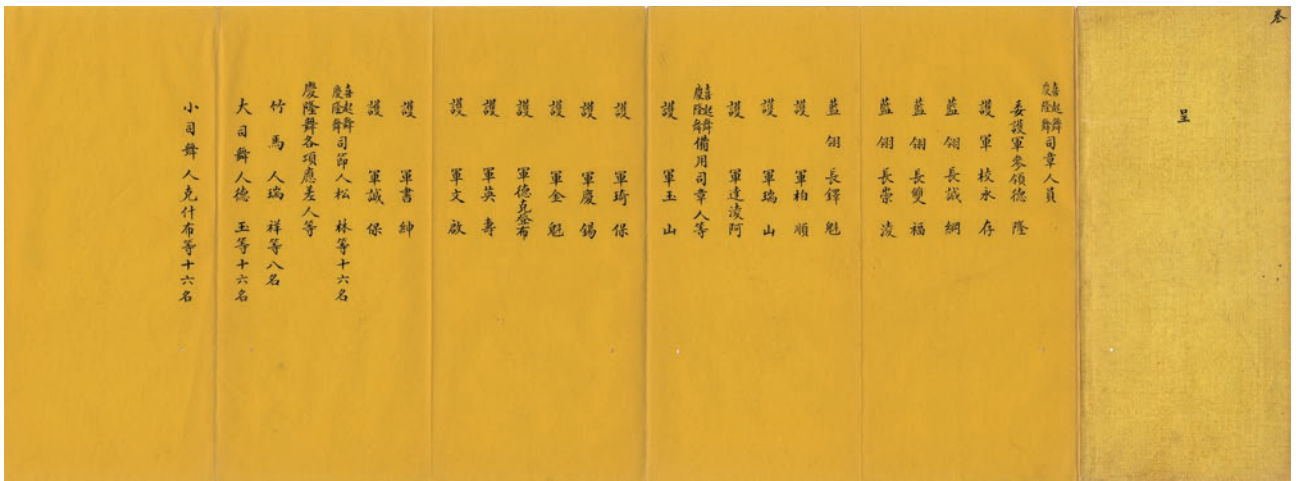 叁
呈
喜起舞慶隆舞司章人員
委護軍參領德隆
護軍校永存
藍翎長誠綱
藍翎長雙福
藍翎長崇淩
藍翎長鐸魁
護軍柏順
護軍瑞山
護軍達淩阿
喜起舞慶隆舞備用司章人等
護軍玉山
護軍琦保
護軍慶錫
護軍金魁
護軍德克登布
護軍英壽
護軍文啟
護軍書紳
護軍誠保
喜起舞慶隆舞司節人松林等十六名
慶隆舞各項應差人等
竹馬人瑞祥等八名
大司舞人德玉等十六名
小司舞人克什布等十六名